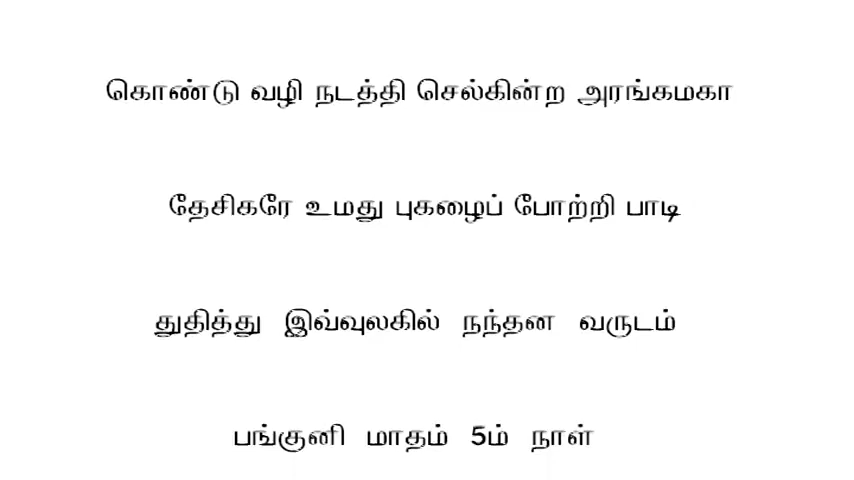 கொண்டு வழி நடத்தி செல்கின்ற அரங்கமகா
தேசிகரே உமது புகழைப் போற்றி பாடி
துதித்து இவ்வுலகில் நந்தன வருடம்
பங்குனி மாதம் 5ம் நாள்